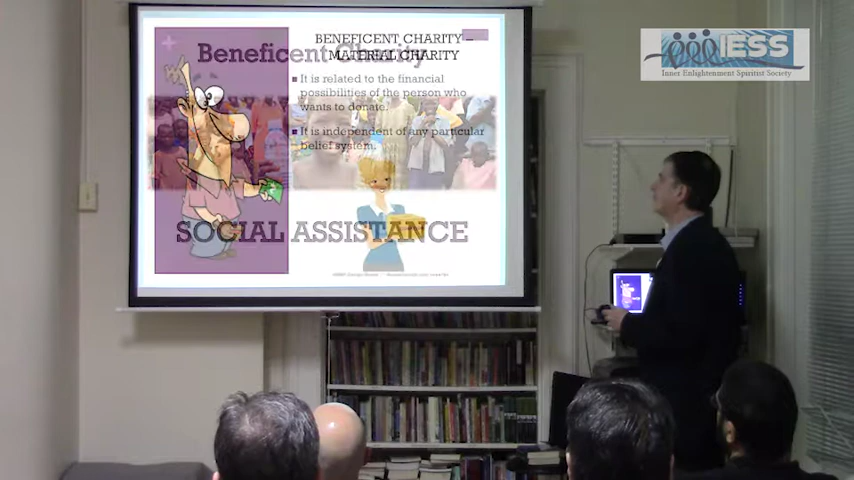 Beneficent Charity
BENEFICENT CHARITY –
MATERIAL CHARITY
It is related to the financial
possibilities of the person who
wants to donate.
It is independent of any particular
belief system.
SOCIAL ASSISTANCE
IESS
Inner Enlightenment Spiritist Society